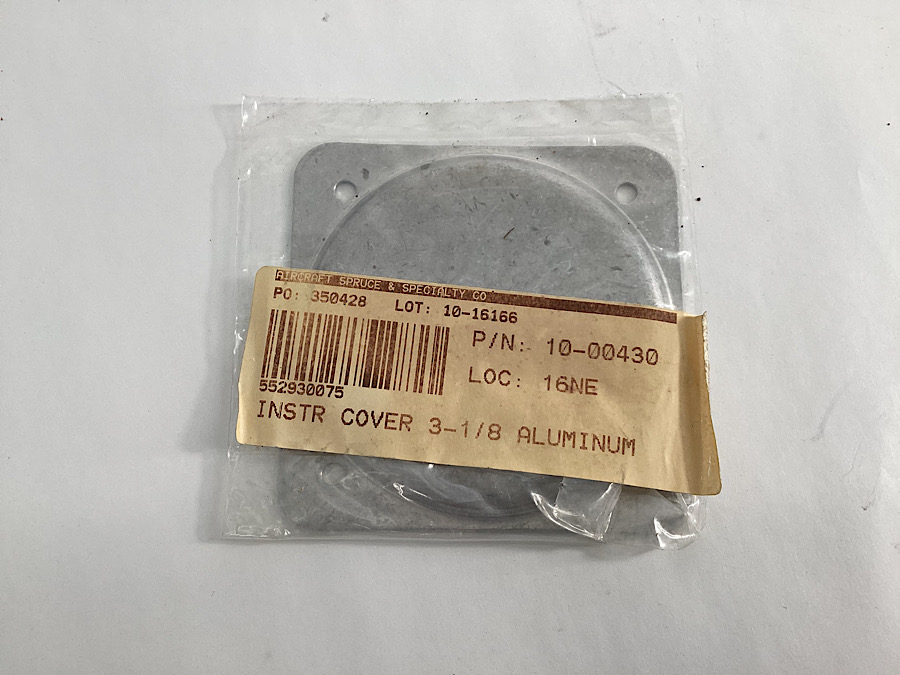 AIRCRAFT SPRUCE & SPECIALTY CO
PO: 350428 LOT: 10-16166
P/N: 10-00430
LOC: 16NE
552930075
INSTR COVER 3-1/8 ALUMINUM